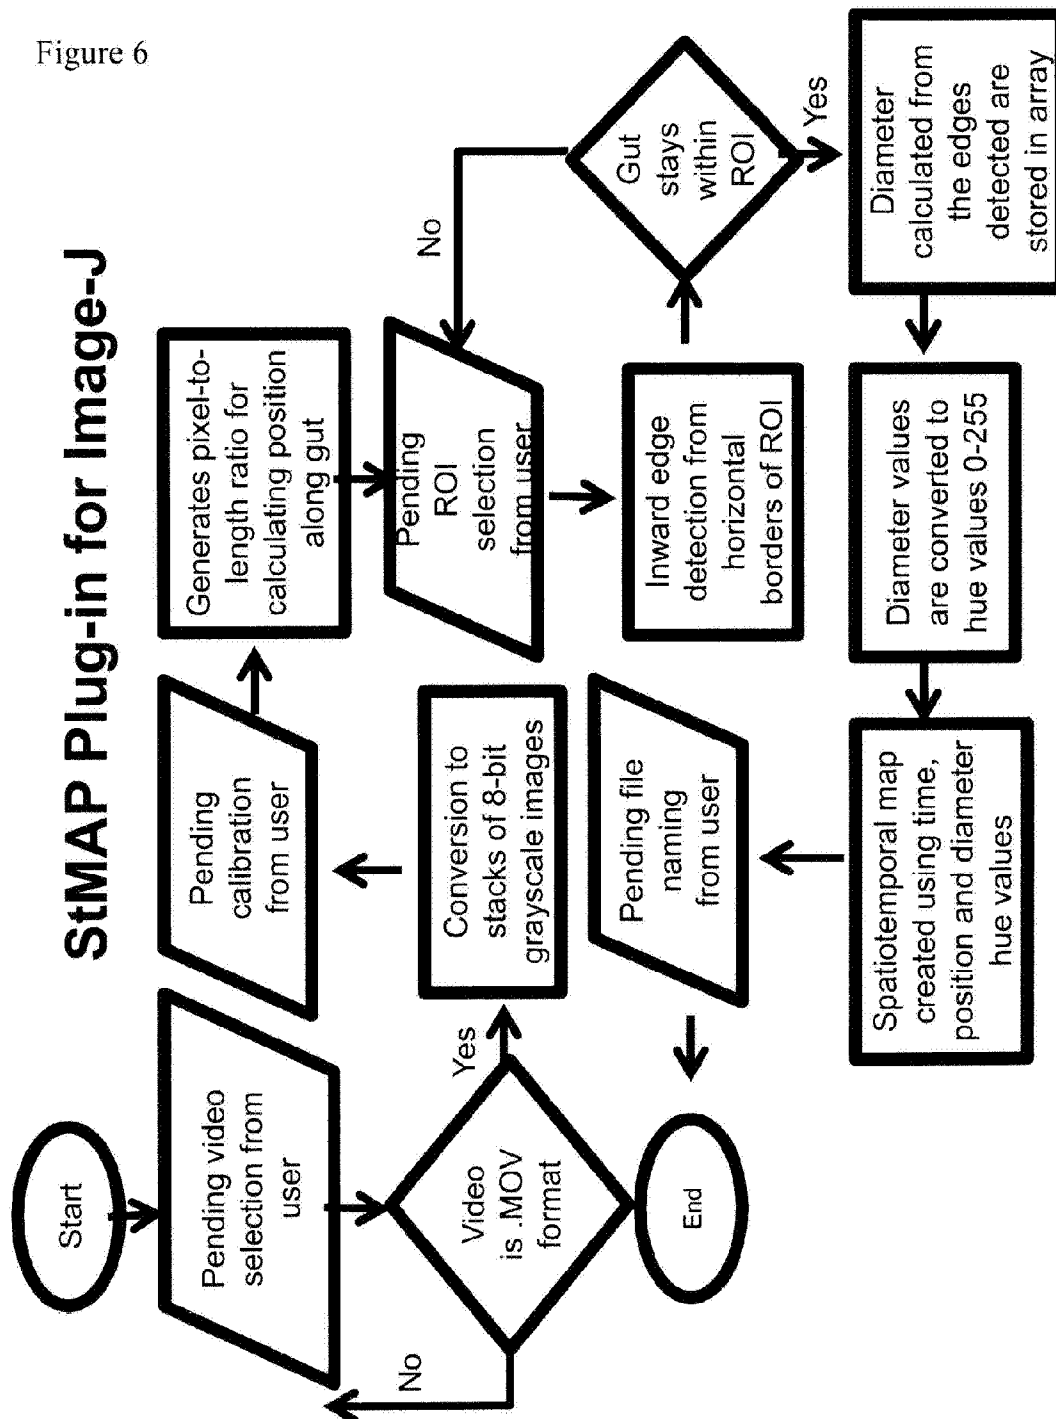 Figure 6
StMAP Plug-in for Image-J
Start
Pending video
selection from
user
No
Video
is .MOV
format
Yes
Conversion to
stacks of 8-bit
grayscale images
Pending
calibration
from user
Generates pixel-to-
length ratio for
calculating position
along gut
Pending
ROI
selection
from user
Inward edge
detection from
horizontal
borders of ROI
Gut
stays
within
ROI
No
Yes
Diameter
calculated from
the edges
detected are
stored in array
Diameter values
are converted to
hue values 0-255
Spatiotemporal map
created using time,
position and diameter
hue values
Pending file
naming
from user
End